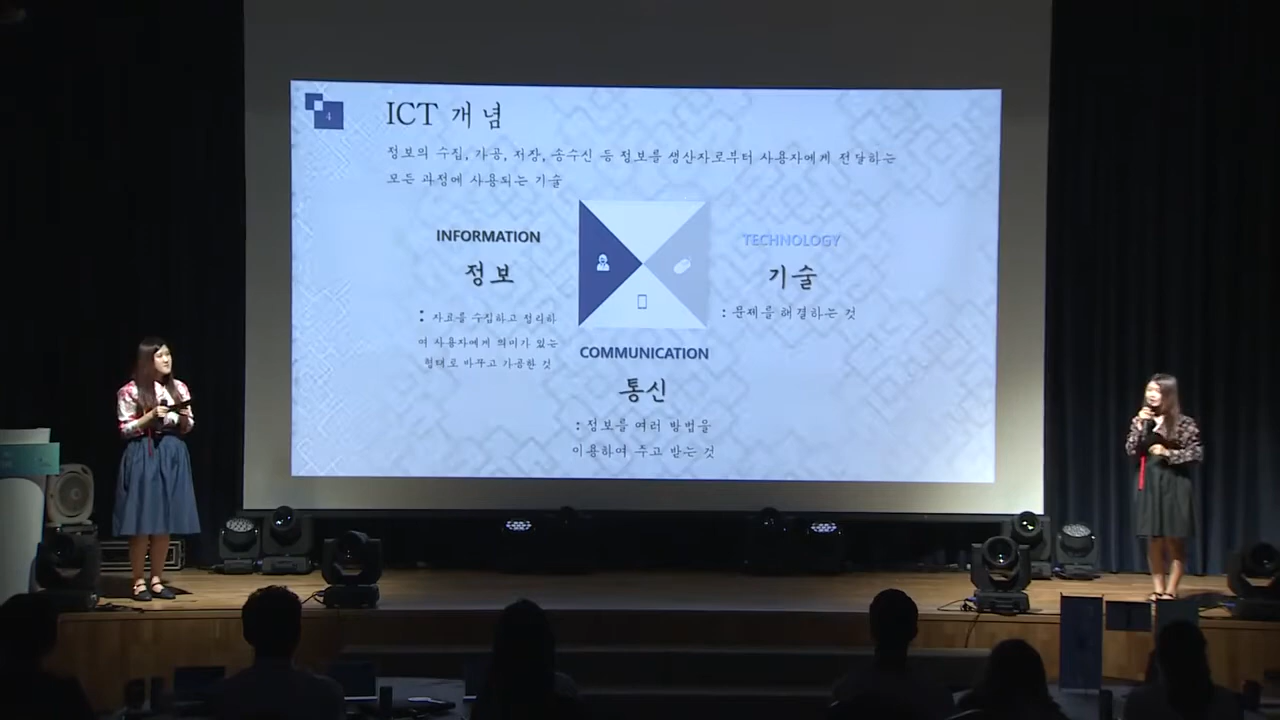 4
ICT 개념
정보의 수집, 가공, 저장, 송수신 등 정보를 생산자로부터 사용자에게 전달하는
모든 과정에 사용되는 기술
INFORMATION
정보
: 자료를 수집하고 정리하
여 사용자에게 의미가 있는
형태로 바꾸고 가공한 것
TECHNOLOGY
기술
: 문제를 해결하는 것
COMMUNICATION
통신
: 정보를 여러 방법을
이용하여 주고 받는 것